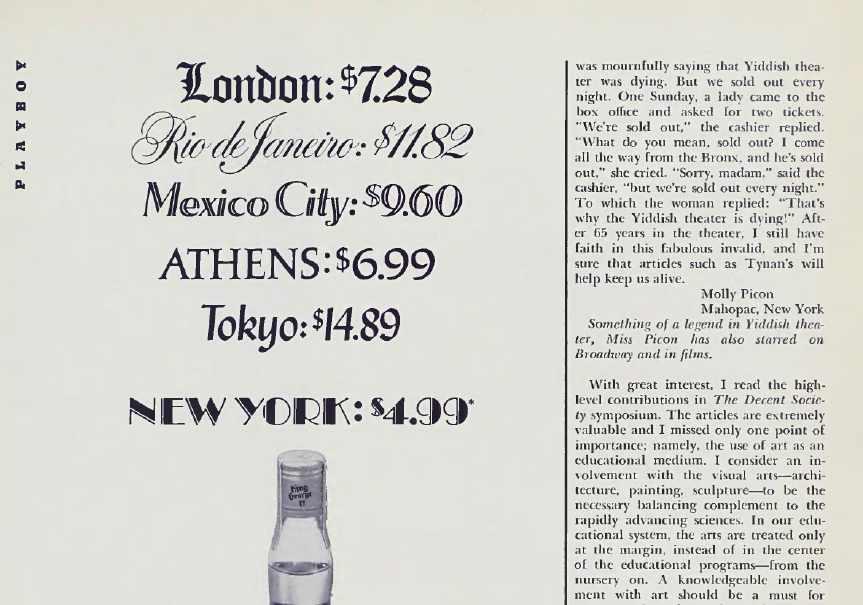 PLAYBOY
London: $7.28
Rio de Janeiro: $11.82
Mexico City: $9.60
ATHENS: $6.99
Tokyo: $14.89
NEW YORK: $4.99*
King
George
IV
was mournfully saying that Yiddish thea-
ter was dying. But we sold out every
night. One Sunday, a lady came to the
box office and asked for two tickets.
"We're sold out," the cashier replied.
"What do you mean, sold out? I come
all the way from the Bronx, and he's sold
out," she cried. "Sorry, madam," said the
cashier, "but we're sold out every night."
To which the woman replied: "That's
why the Yiddish theater is dying!" Aft-
er 65 years in the theater, I still have
faith in this fabulous invalid, and I'm
sure that articles such as Tynan's will
help keep us alive.
Molly Picon
Mahopac, New York
Something of a legend in Yiddish thea-
ter, Miss Picon has also starred on
Broadway and in films.
With great interest, I read the high-
level contributions in The Decent Socie-
ty symposium. The articles are extremely
valuable and I missed only one point of
importance; namely, the use of art as an
educational medium. I consider an in-
volvement with the visual arts—archi-
tecture, painting, sculpture—to be the
necessary balancing complement to the
rapidly advancing sciences. In our edu-
cational system, the arts are treated only
at the margin, instead of in the center
of the educational programs—from the
nursery on. A knowledgeable involve-
ment with art should be a must for